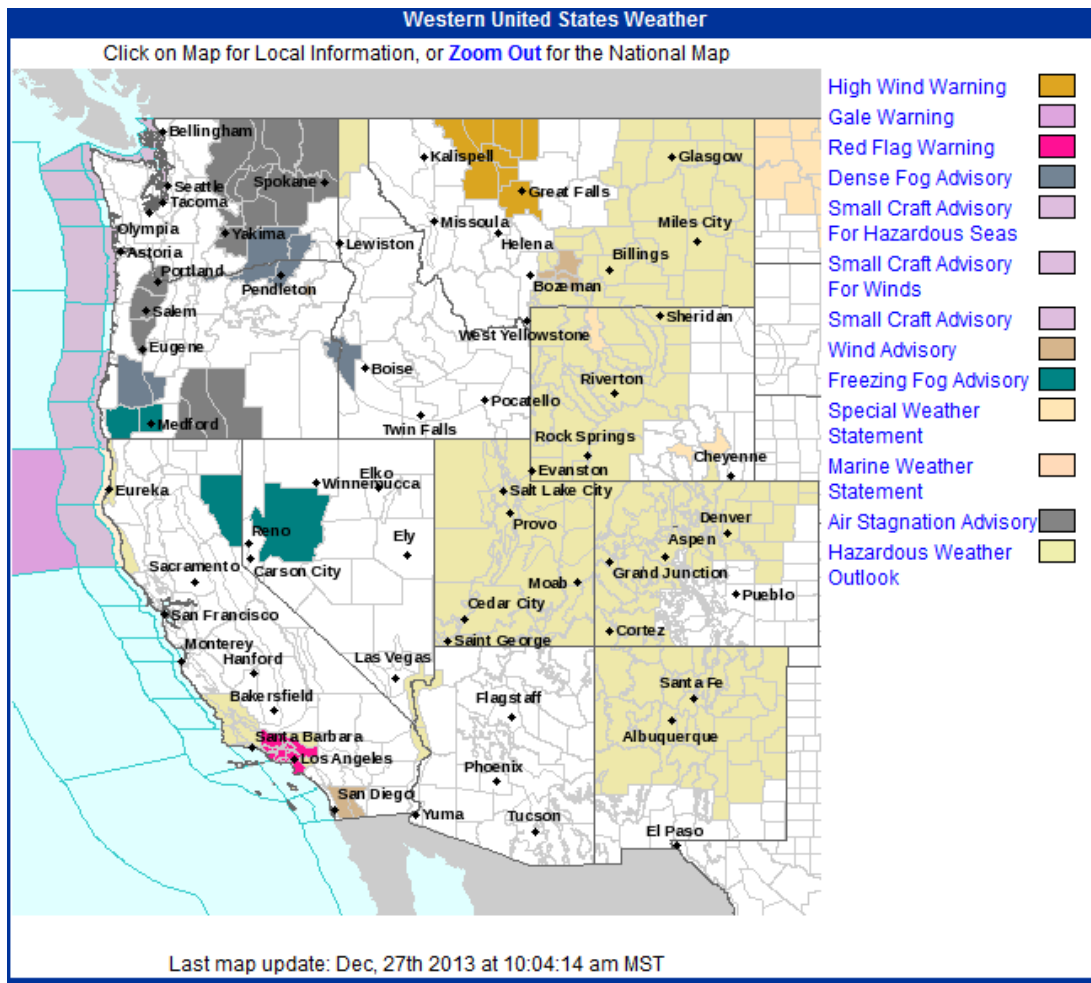 Western United States Weather
Click on Map for Local Information, or Zoom Out for the National Map
High Wind Warning
Gale Warning
Red Flag Warning
Dense Fog Advisory
Small Craft Advisory
For Hazardous Seas
Small Craft Advisory
For Winds
Small Craft Advisory
Wind Advisory
Freezing Fog Advisory
Special Weather
Statement
Marine Weather
Statement
Air Stagnation Advisory
Hazardous Weather
Outlook
Bellingham
Kalispell
Glasgow
Seattle
Spokane
Great Falls
Tacoma
Olympia
Yakima
Missoula
Miles City
Astoria
Lewiston
Helena
Billings
Portland
Pendleton
Bozeman
Salem
West Yellowstone
Sheridan
Eugene
Boise
Riverton
Pocatello
Medford
Twin Falls
Rock Springs
Cheyenne
Evanston
Eureka
Elko
Winnemucca
Salt Lake City
Provo
Denver
Reno
Ely
Aspen
Carson City
Grand Junction
Sacramento
Moab
Pueblo
San Francisco
Cedar City
Cortez
Monterey
Saint George
Hanford
Las Vegas
Bakersfield
Flagstaff
Santa Fe
Santa Barbara
Albuquerque
Los Angeles
Phoenix
San Diego
Yuma
Tucson
El Paso
Last map update: Dec, 27th 2013 at 10:04:14 am MST